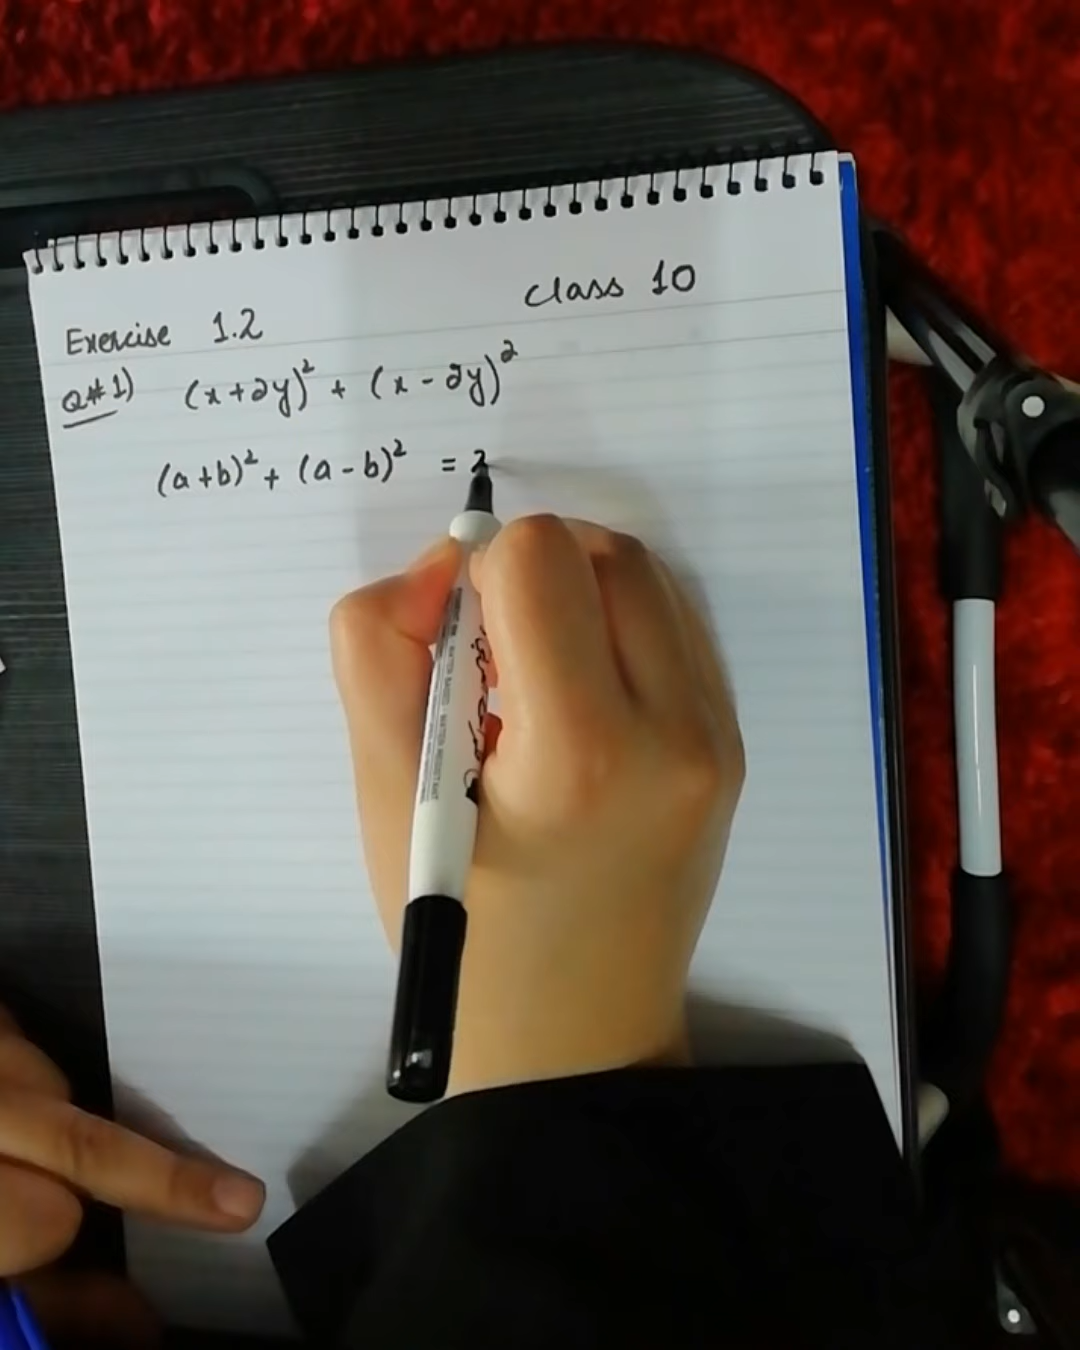 Class 10
Exercise 1.2
Q#1) (x+2y)² + (x-2y)²
(a+b)² + (a-b)² = 2